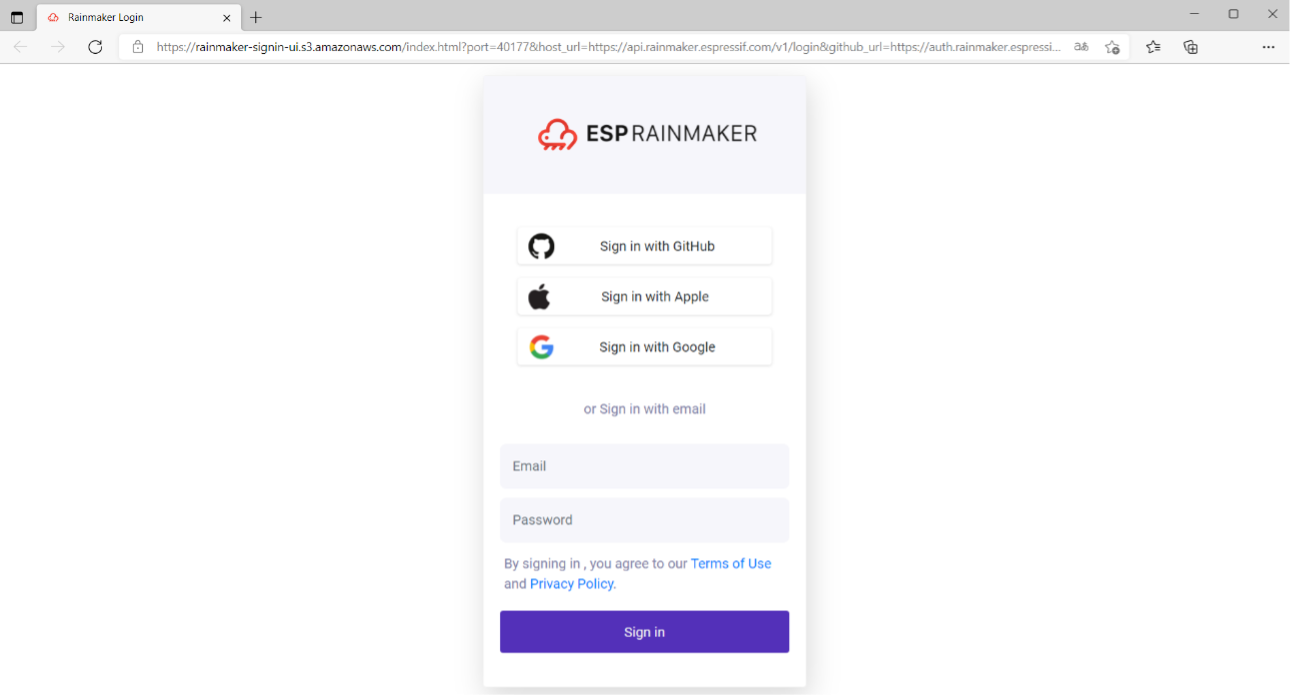 Rainmaker Login
https://rainmaker-signin-ui.s3.amazonaws.com/index.html?port=40177&host_url=https://api.rainmaker.espressif.com/v1/login&github_url=https://auth.rainmaker.espressi...
ESP RAINMAKER
Sign in with GitHub
Sign in with Apple
Sign in with Google
or Sign in with email
Email
Password
By signing in , you agree to our Terms of Use
and Privacy Policy.
Sign in